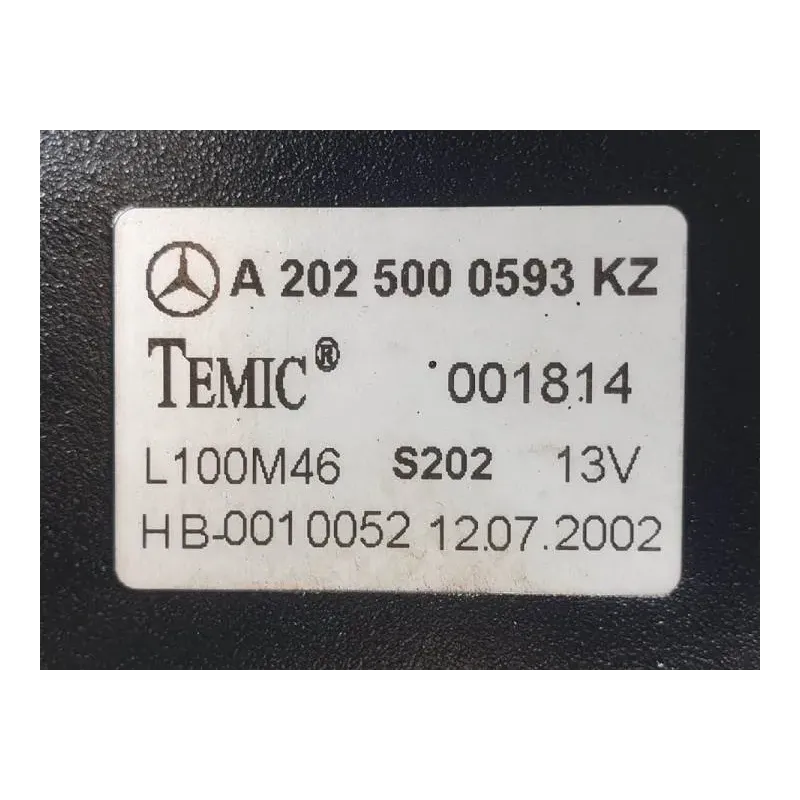 A 202 500 0593 KZ
TEMIC® 001814
L100M46 S202 13V
HB-0010052 12.07.2002